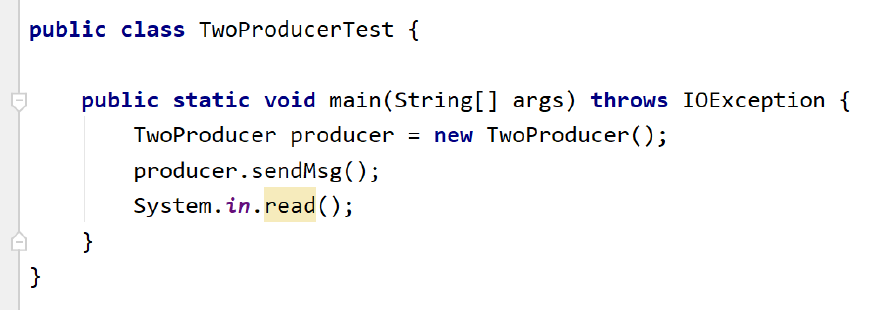 public class TwoProducerTest {
public static void main(String[] args) throws IOException {
TwoProducer producer = new TwoProducer();
producer.sendMsg();
System.in.read();
}
}